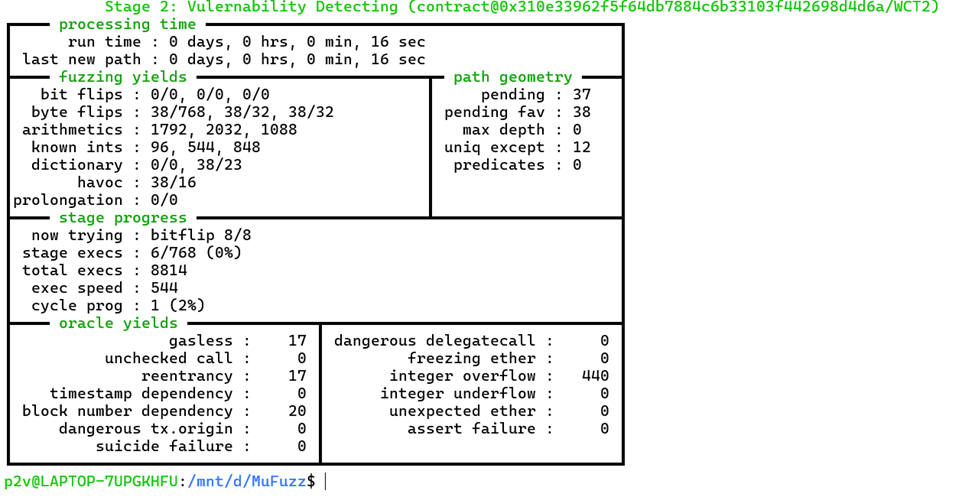 Stage 2: Vulernability Detecting (contract@0x310e33962f5f64db7884c6b33103f442698d4d6a/WCT2)
processing time
run time : 0 days, 0 hrs, 0 min, 16 sec
last new path : 0 days, 0 hrs, 0 min, 16 sec
fuzzing yields
bit flips : 0/0, 0/0, 0/0
byte flips : 38/768, 38/32, 38/32
arithmetics : 1792, 2032, 1088
known ints : 96, 544, 848
dictionary : 0/0, 38/23
havoc : 38/16
prolongation : 0/0
path geometry
pending : 37
pending fav : 38
max depth : 0
uniq except : 12
predicates : 0
stage progress
now trying : bitflip 8/8
stage execs : 6/768 (0%)
total execs : 8814
exec speed : 544
cycle prog : 1 (2%)
oracle yields
gasless : 17
unchecked call : 0
reentrancy : 17
timestamp dependency : 0
block number dependency : 20
dangerous tx.origin : 0
suicide failure : 0
dangerous delegatecall : 0
freezing ether : 0
integer overflow : 440
integer underflow : 0
unexpected ether : 0
assert failure : 0
p2v@LAPTOP-7UPGKHFU:/mnt/d/MuFuzz$